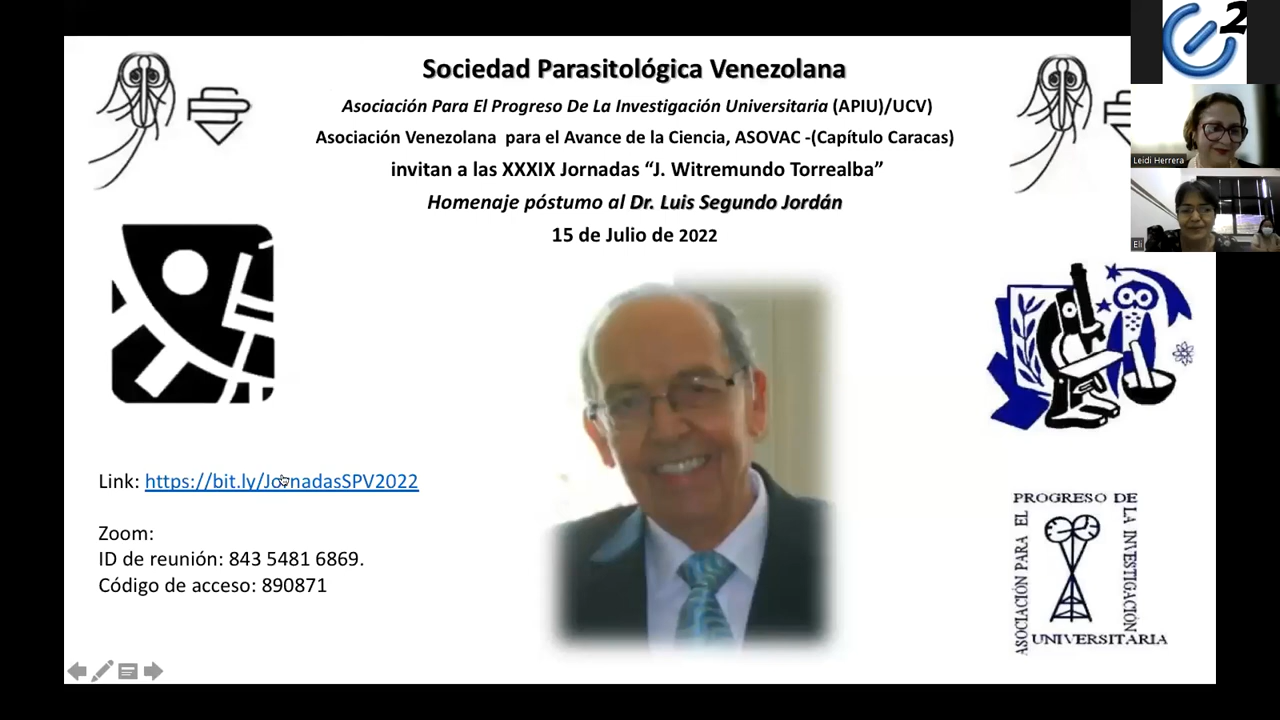 Sociedad Parasitológica Venezolana
Asociación Para El Progreso De La Investigación Universitaria (APIU)/UCV)
Asociación Venezolana para el Avance de la Ciencia, ASOVAC -(Capítulo Caracas)
invitan a las XXXIX Jornadas “J. Witremundo Torrealba”
Homenaje póstumo al Dr. Luis Segundo Jordán
15 de Julio de 2022
2
Leidi Herrera
Eli
Link: https://bit.ly/JornadasSPV2022
Zoom:
ID de reunión: 843 5481 6869.
Código de acceso: 890871
PROGRESO DE
ASOCIACIÓN PARA EL
LA INVESTIGACIÓN
UNIVERSITARIA